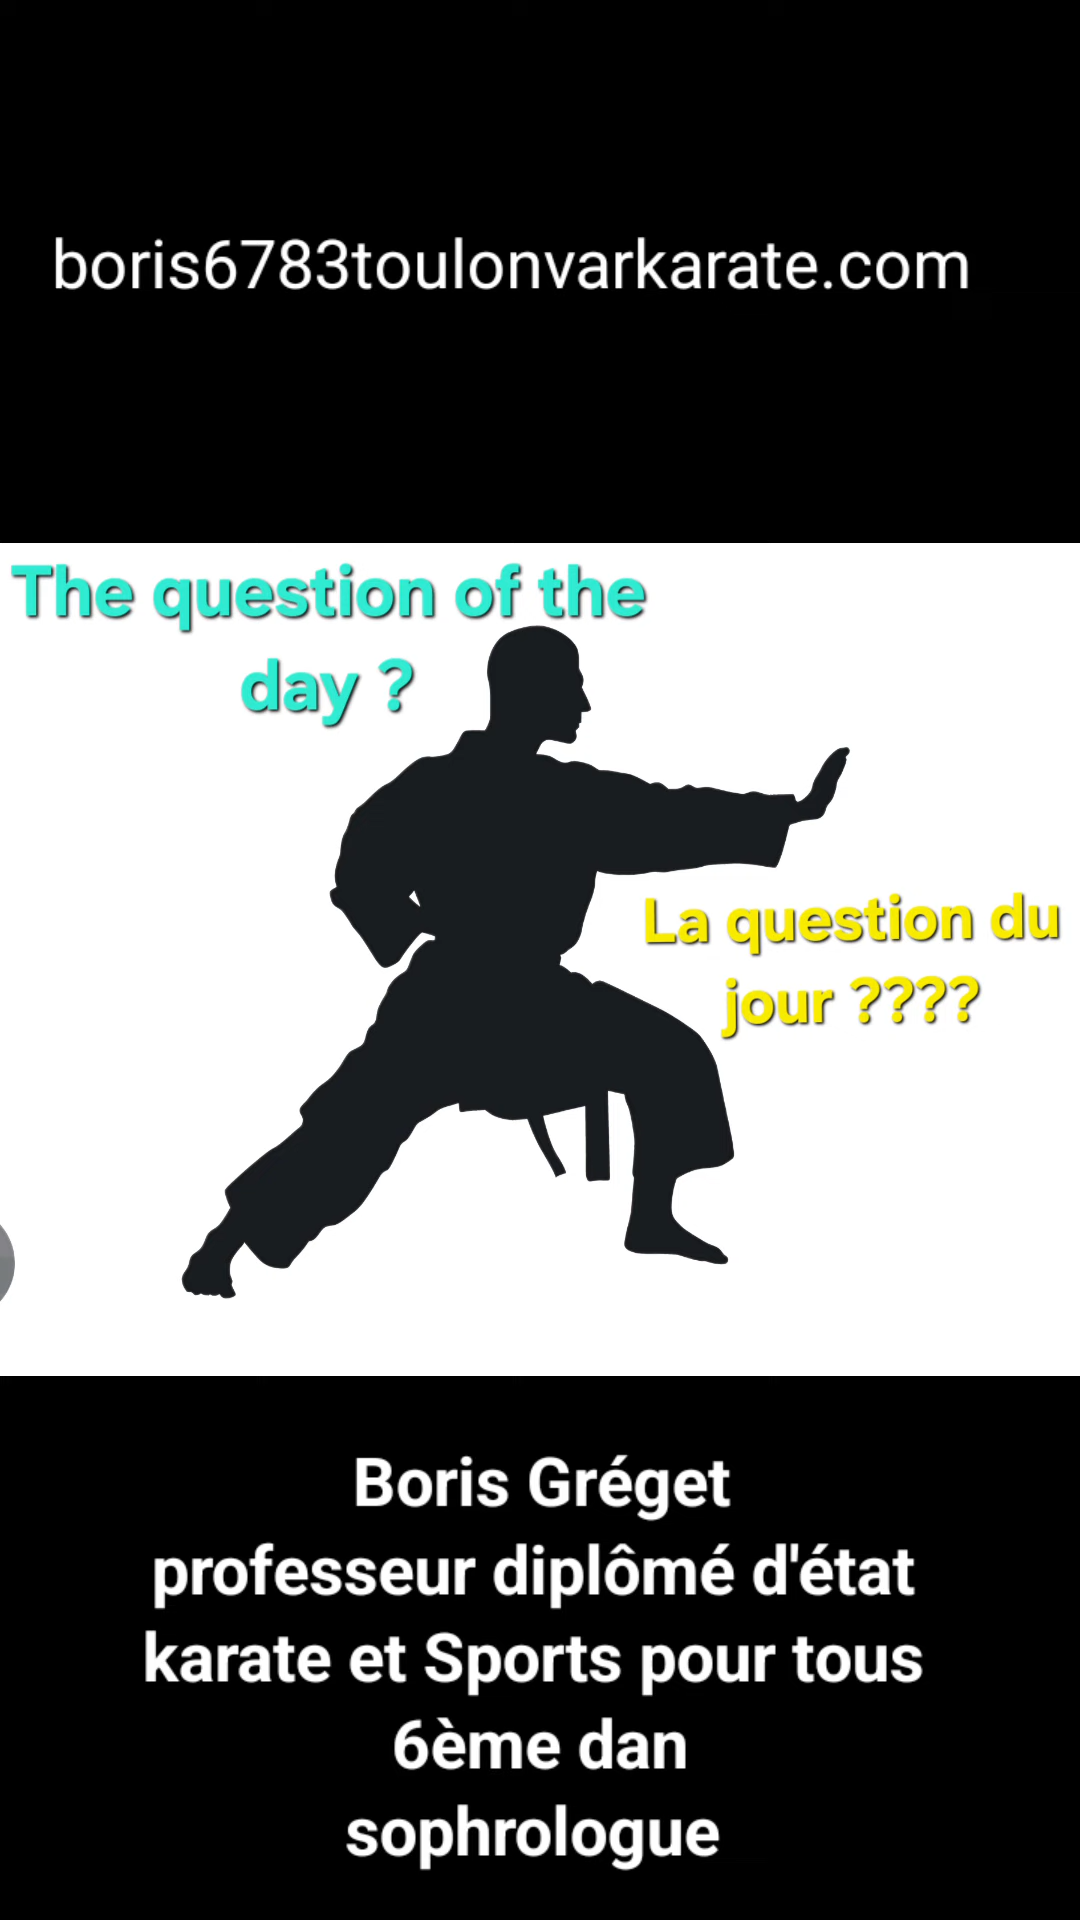 boris6783toulonvarkarate.com
The question of the
day ?
La question du
jour ????
Boris Gréget
professeur diplômé d'état
karate et Sports pour tous
6ème dan
sophrologue